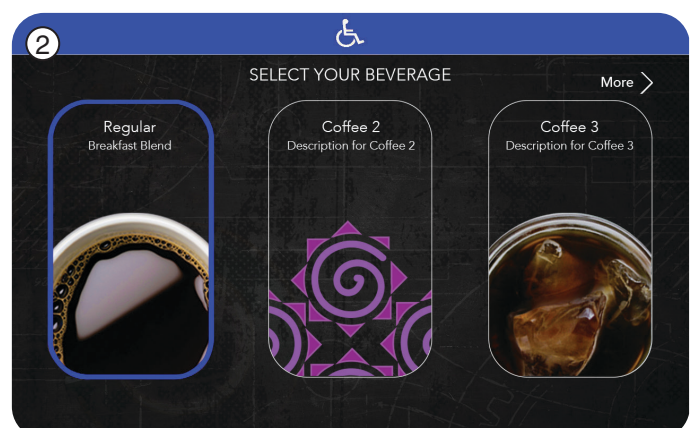 2
SELECT YOUR BEVERAGE
More
Regular
Breakfast Blend
Coffee 2
Description for Coffee 2
Coffee 3
Description for Coffee 3